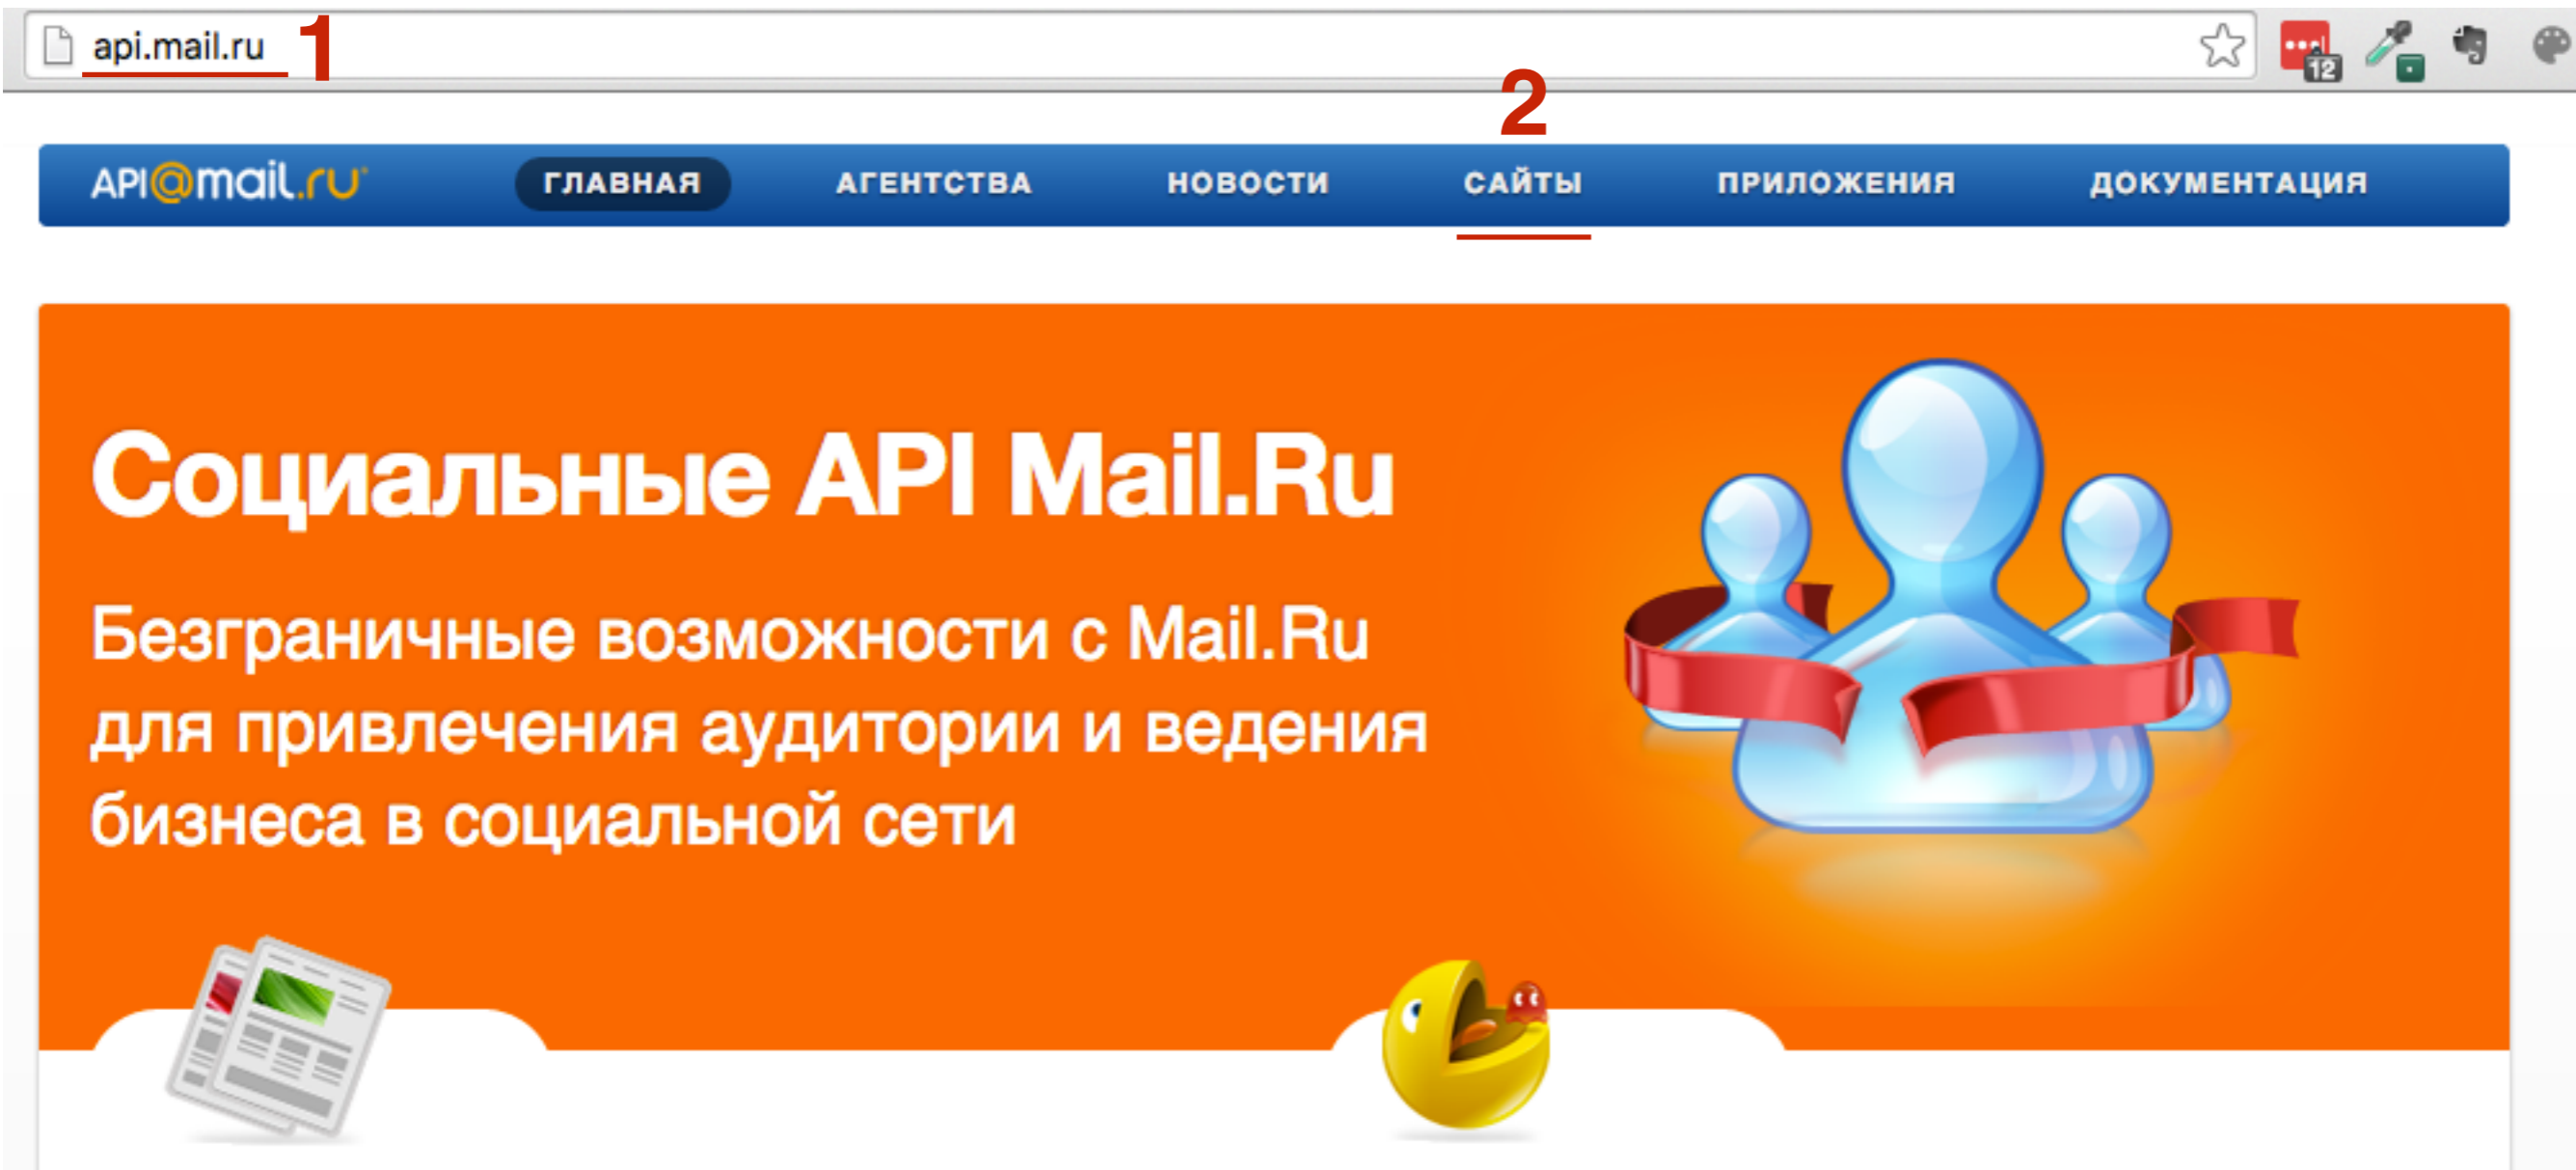 api.mail.ru 1
12
2
API@mail.ru
ГЛАВНАЯ
АГЕНТСТВА
НОВОСТИ
САЙТЫ
ПРИЛОЖЕНИЯ
ДОКУМЕНТАЦИЯ
Социальные API Mail.Ru
Безграничные возможности с Mail.Ru
для привлечения аудитории и ведения
бизнеса в социальной сети